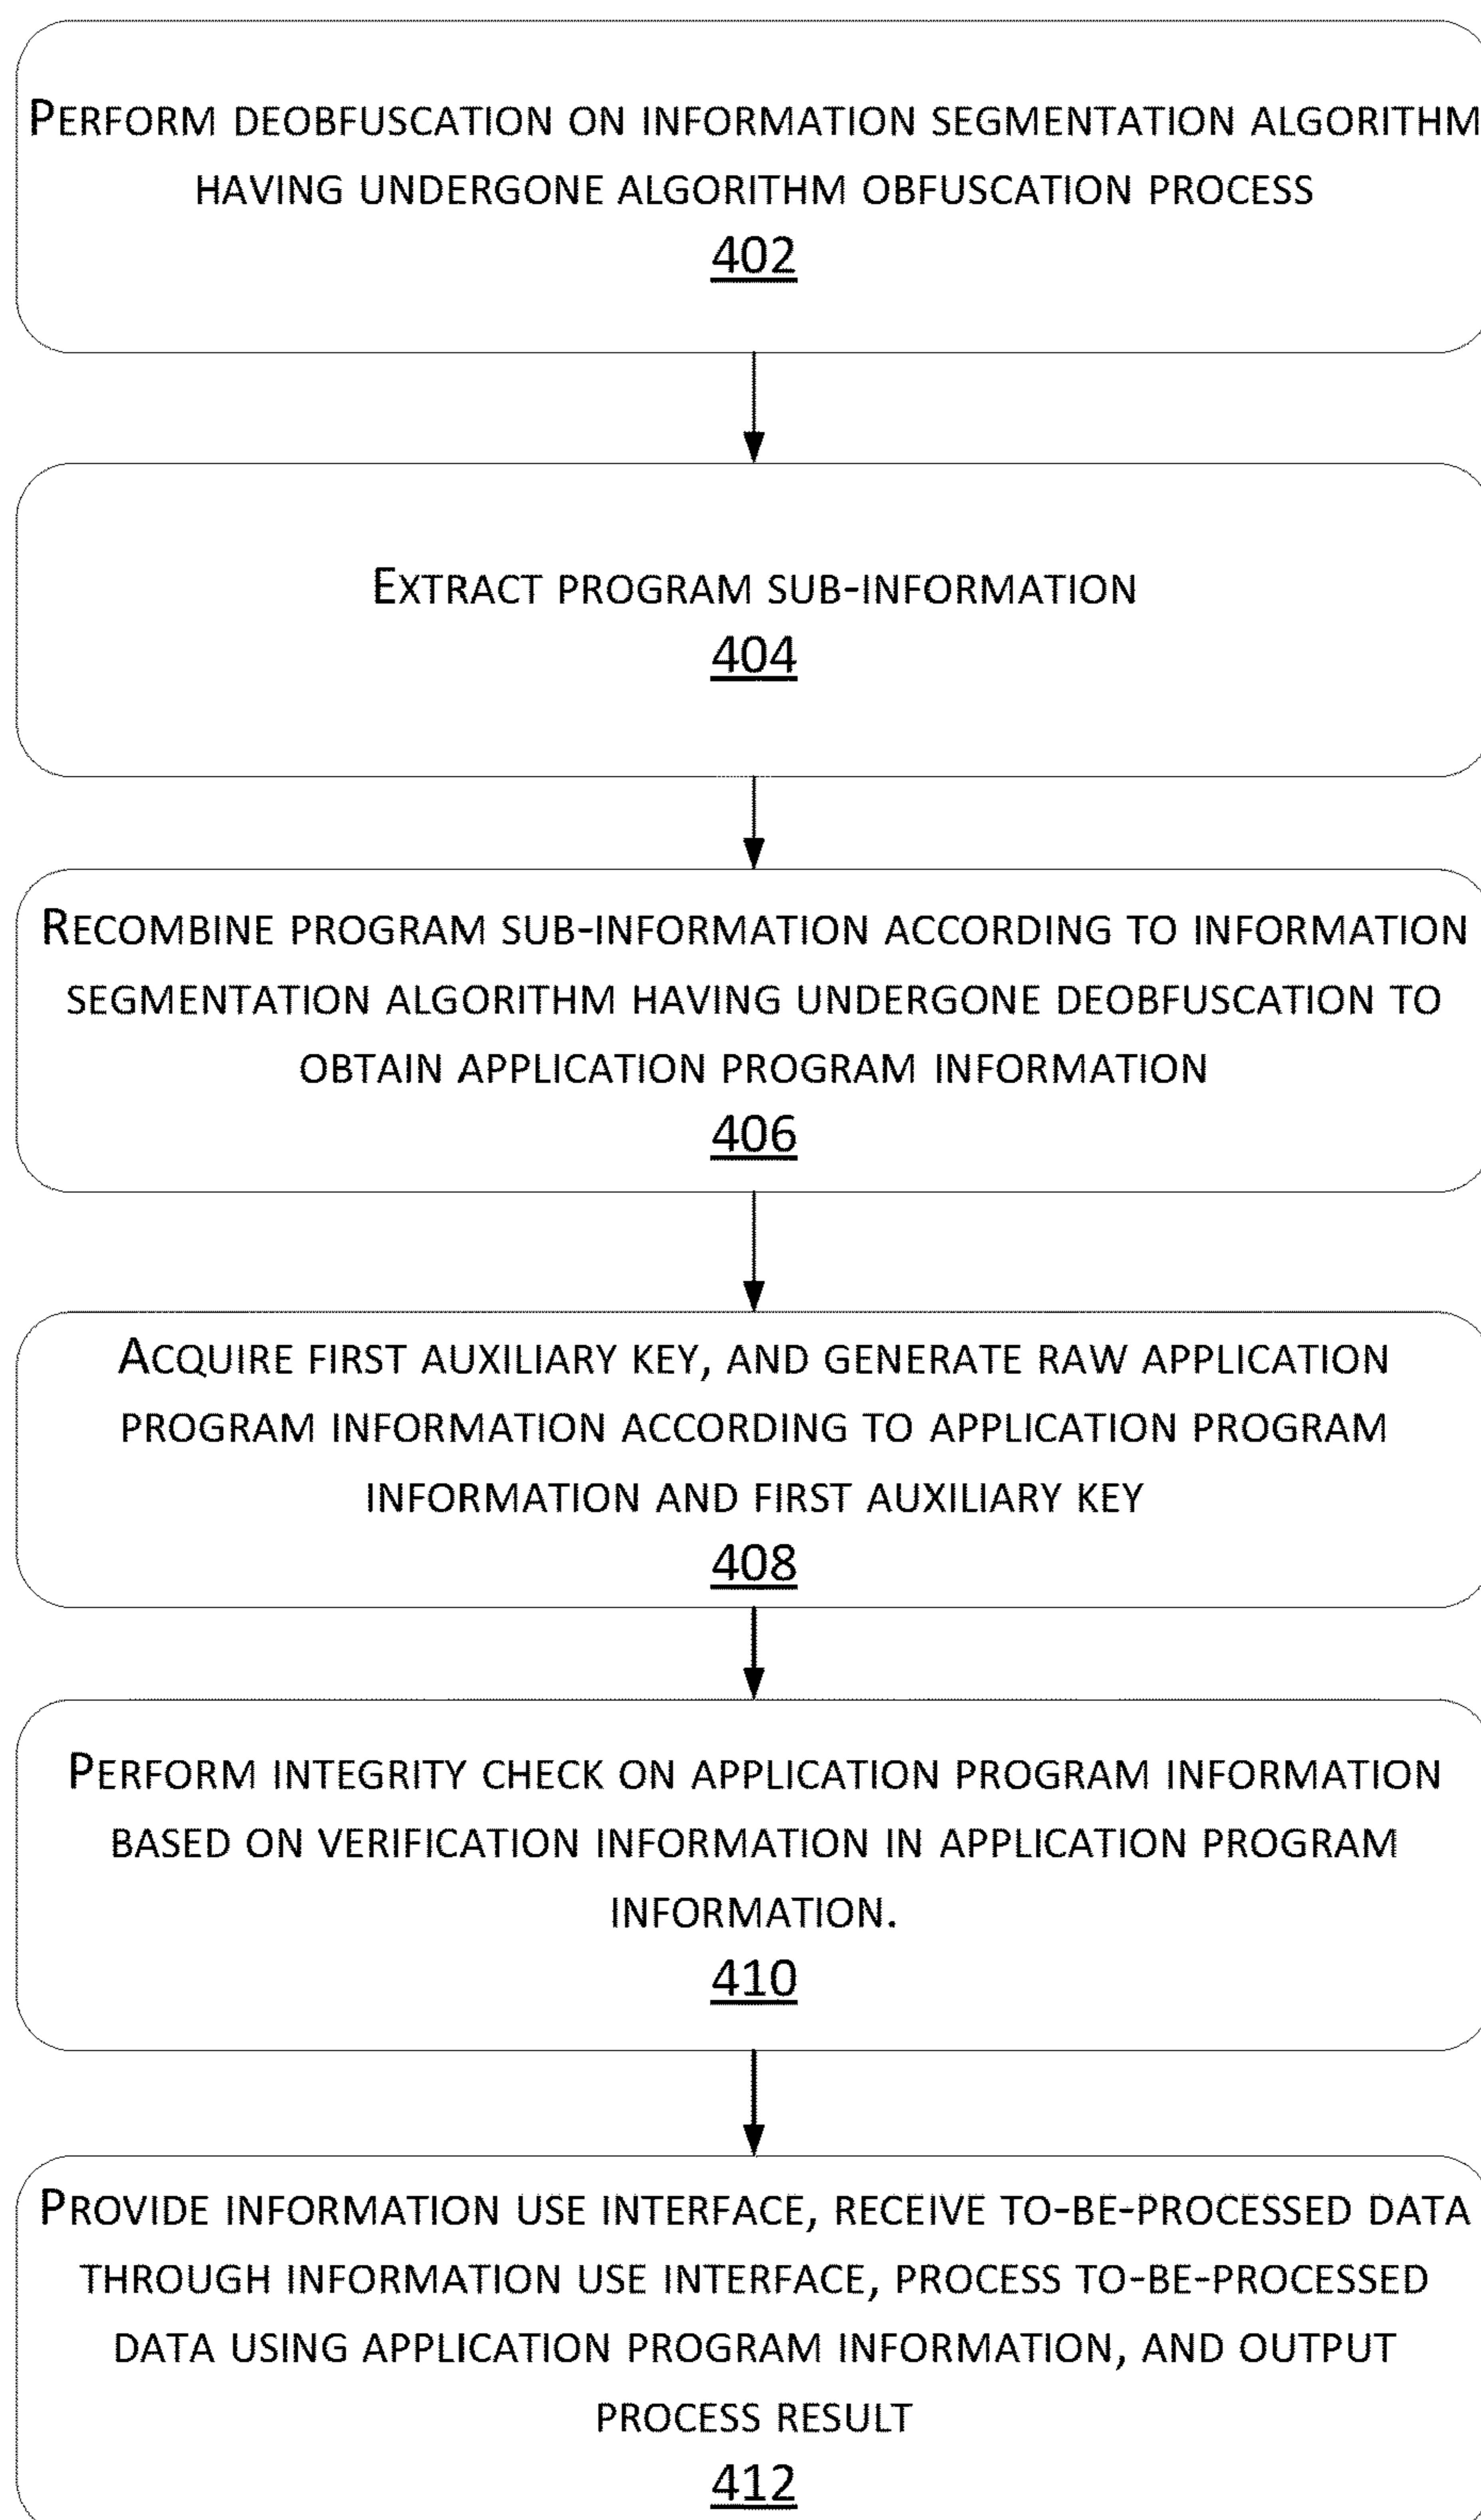 PERFORM DEOBFUSCATION ON INFORMATION SEGMENTATION ALGORITHM
HAVING UNDERGONE ALGORITHM OBFUSCATION PROCESS
402
EXTRACT PROGRAM SUB-INFORMATION
404
RECOMBINE PROGRAM SUB-INFORMATION ACCORDING TO INFORMATION
SEGMENTATION ALGORITHM HAVING UNDERGONE DEOBFUSCATION TO
OBTAIN APPLICATION PROGRAM INFORMATION
406
ACQUIRE FIRST AUXILIARY KEY, AND GENERATE RAW APPLICATION
PROGRAM INFORMATION ACCORDING TO APPLICATION PROGRAM
INFORMATION AND FIRST AUXILIARY KEY
408
PERFORM INTEGRITY CHECK ON APPLICATION PROGRAM INFORMATION
BASED ON VERIFICATION INFORMATION IN APPLICATION PROGRAM
INFORMATION.
410
PROVIDE INFORMATION USE INTERFACE, RECEIVE TO-BE-PROCESSED DATA
THROUGH INFORMATION USE INTERFACE, PROCESS TO-BE-PROCESSED
DATA USING APPLICATION PROGRAM INFORMATION, AND OUTPUT
PROCESS RESULT
412